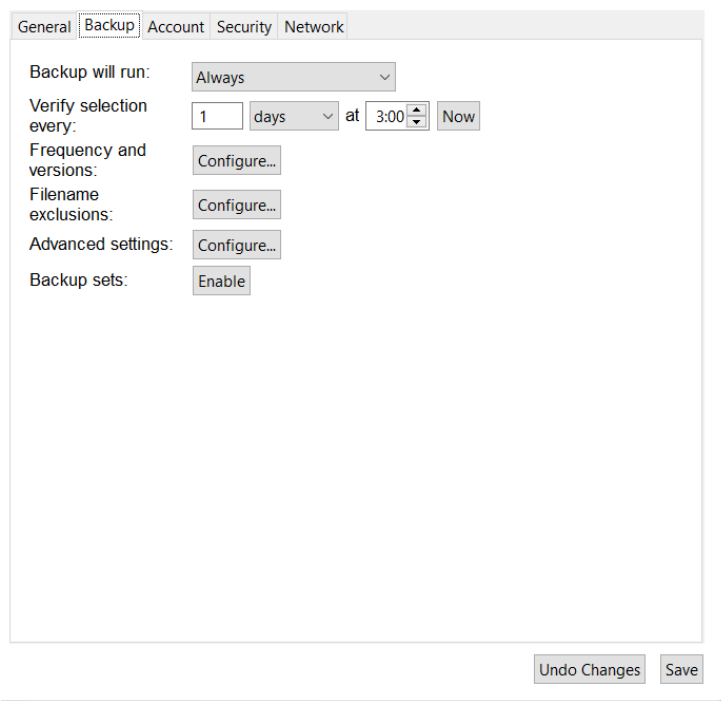 General Backup Account Security Network
Backup will run: Always
Verify selection
every: 1 days at 3:00 Now
Frequency and
versions: Configure...
Filename
exclusions: Configure...
Advanced settings: Configure...
Backup sets: Enable
Undo Changes Save